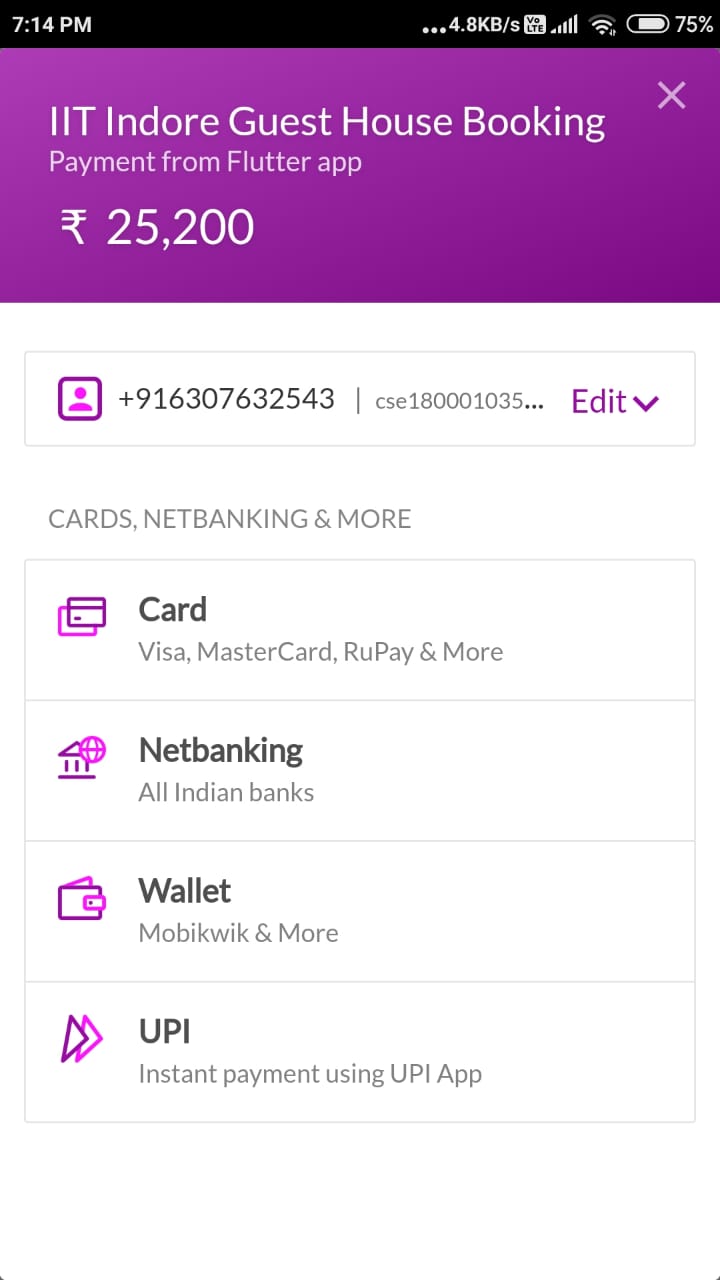 7:14 PM ...4.8KB/s Vo LTE 75%
IIT Indore Guest House Booking
Payment from Flutter app
₹ 25,200
+916307632543 | cse180001035... Edit
CARDS, NETBANKING & MORE
Card
Visa, MasterCard, RuPay & More
Netbanking
All Indian banks
Wallet
Mobikwik & More
UPI
Instant payment using UPI App